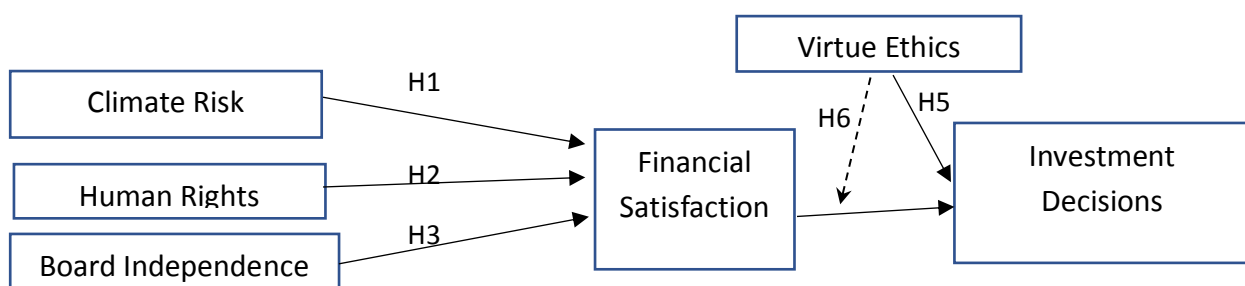 Virtue Ethics
Climate Risk
H1
H6
H5
Human Rights
H2
Board Independence
H3
Financial
Satisfaction
Investment
Decisions